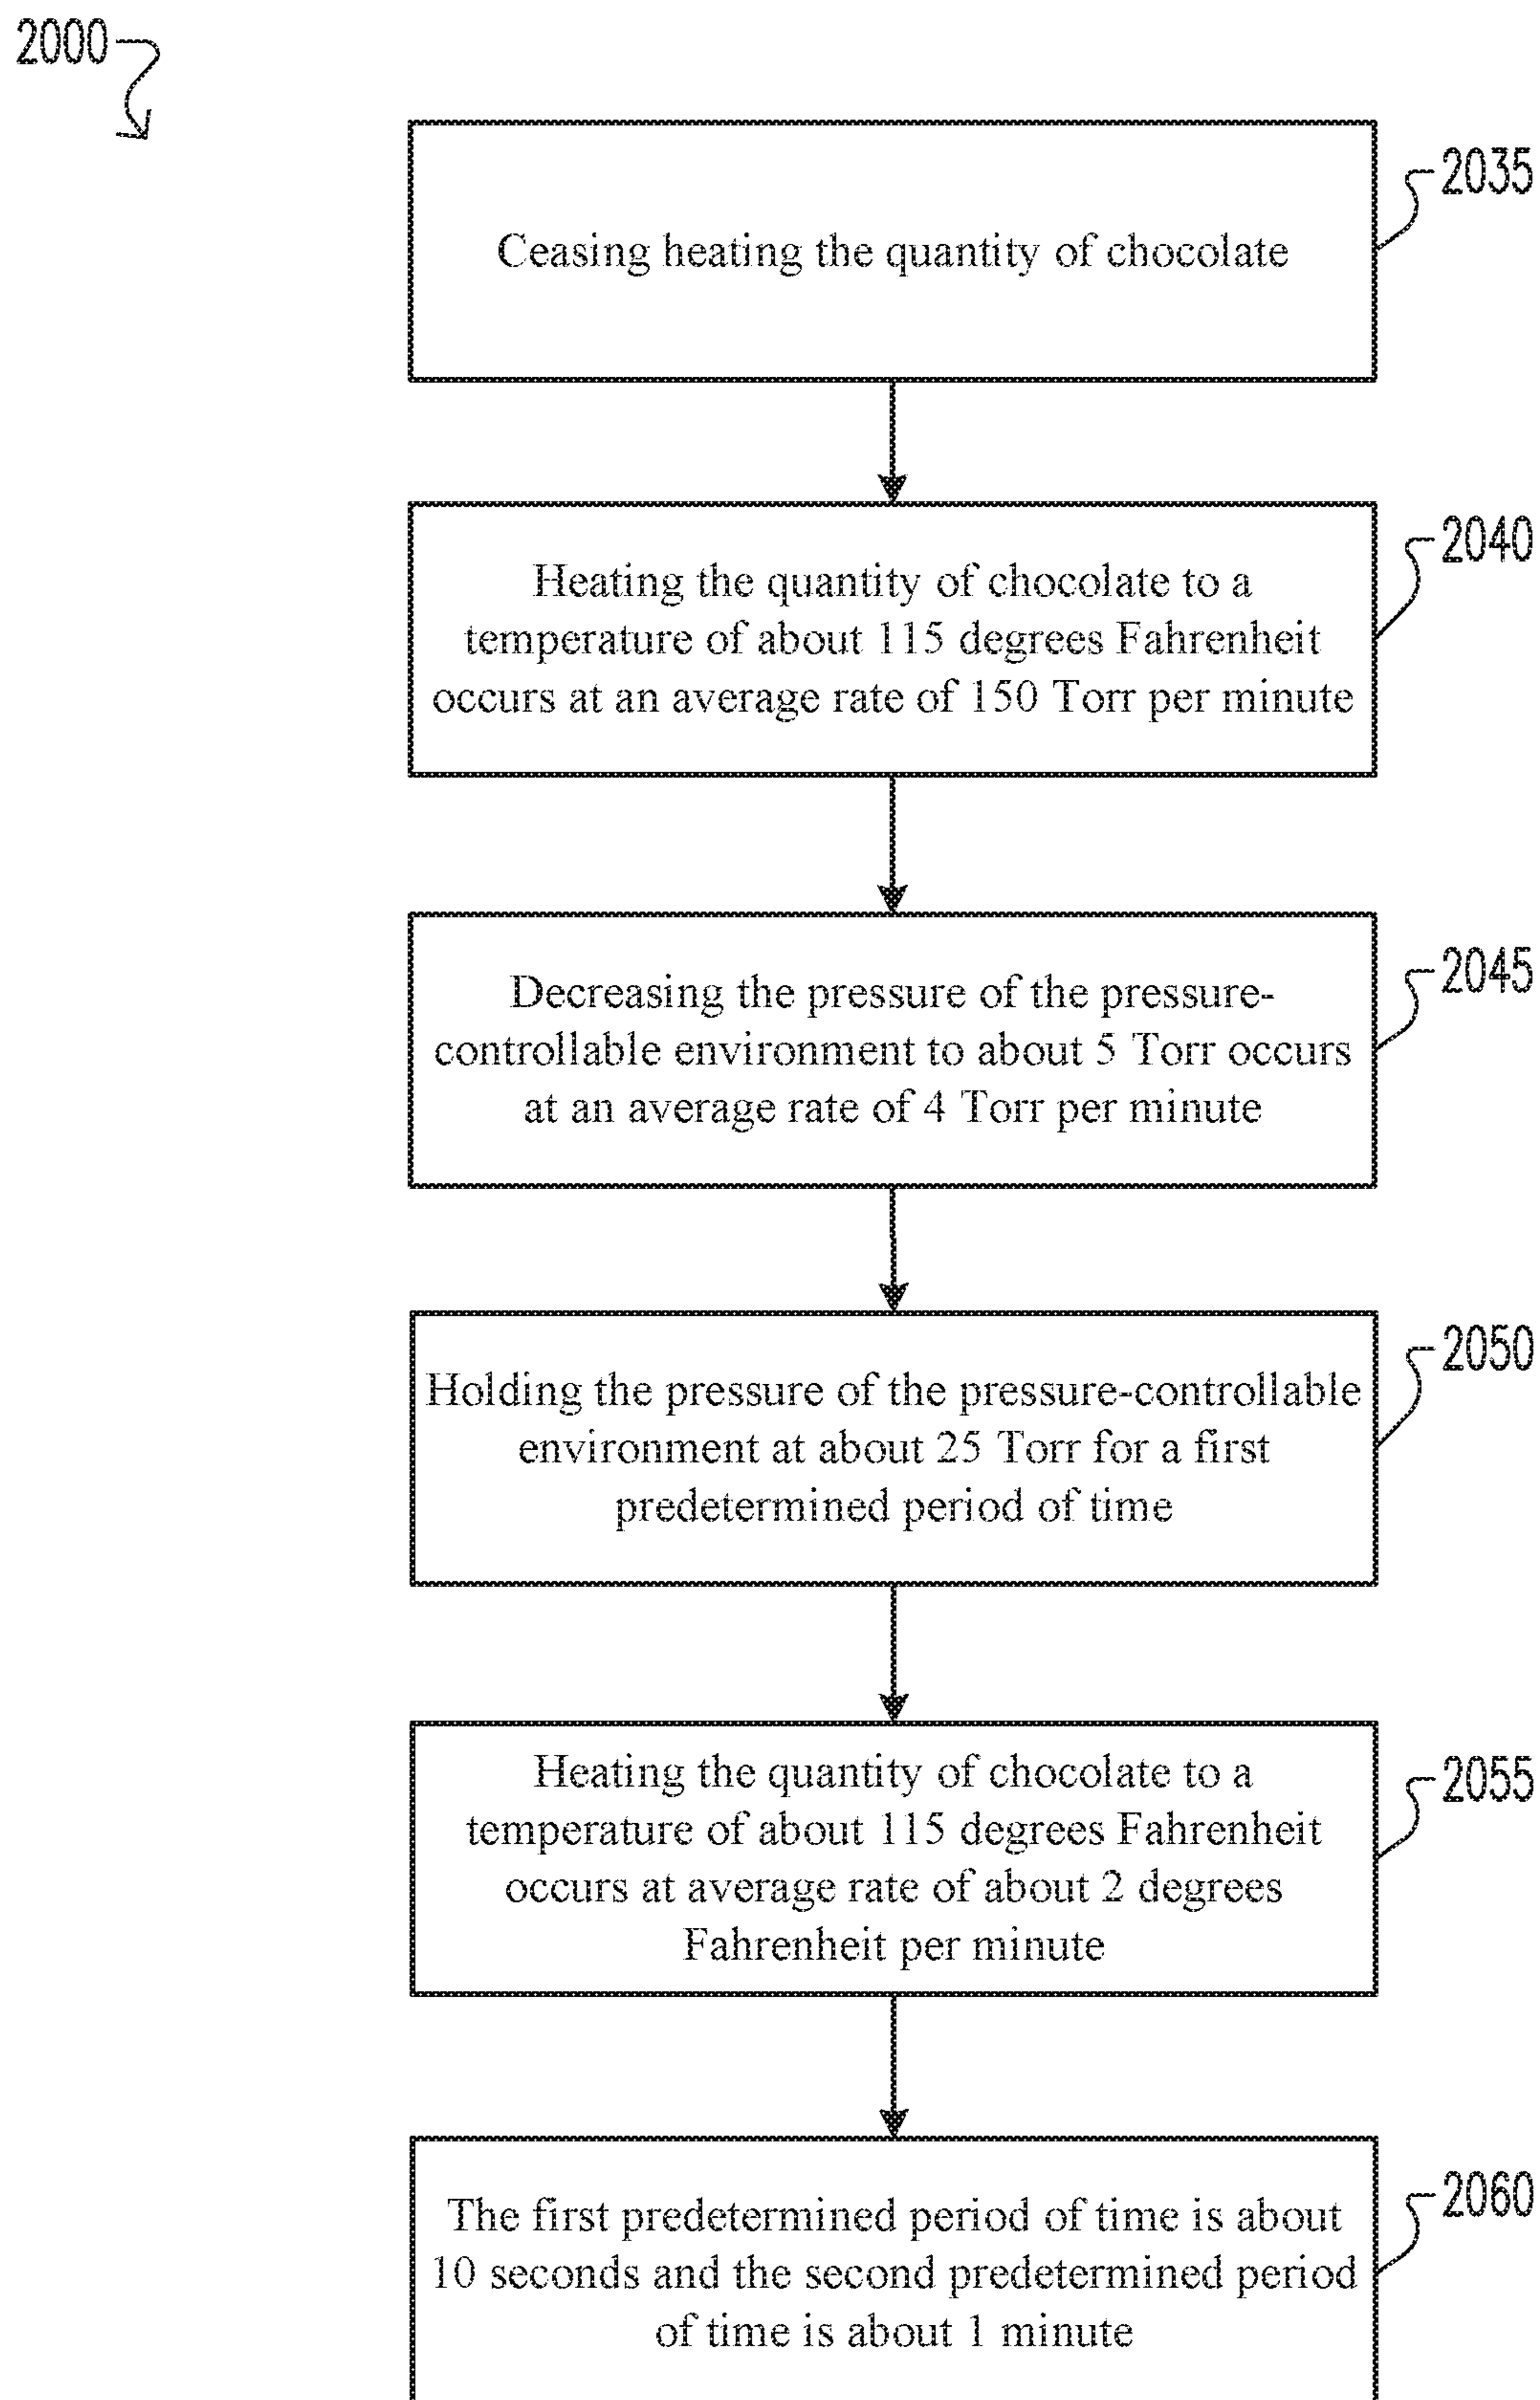 2000
2035
Ceasing heating the quantity of chocolate
2040
Heating the quantity of chocolate to a
temperature of about 115 degrees Fahrenheit
occurs at an average rate of 150 Torr per minute
2045
Decreasing the pressure of the pressure-
controllable environment to about 5 Torr occurs
at an average rate of 4 Torr per minute
2050
Holding the pressure of the pressure-controllable
environment at about 25 Torr for a first
predetermined period of time
2055
Heating the quantity of chocolate to a
temperature of about 115 degrees Fahrenheit
occurs at average rate of about 2 degrees
Fahrenheit per minute
2060
The first predetermined period of time is about
10 seconds and the second predetermined period
of time is about 1 minute